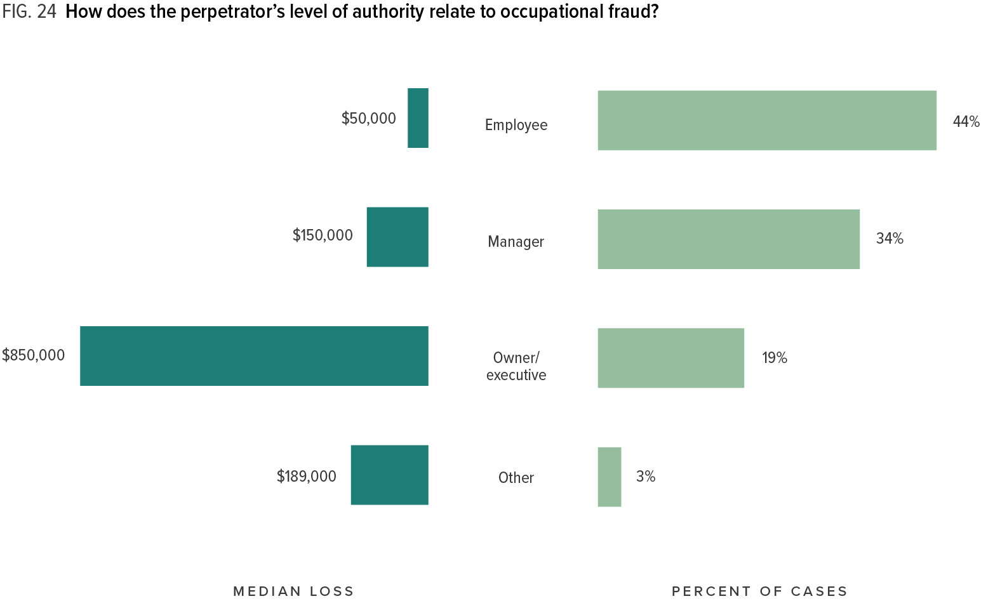 FIG. 24 How does the perpetrator’s level of authority relate to occupational fraud?
$50,000 Employee 44%
$150,000 Manager 34%
$850,000 Owner/ 19%
executive
$189,000 Other 3%
MEDIAN LOSS PERCENT OF CASES